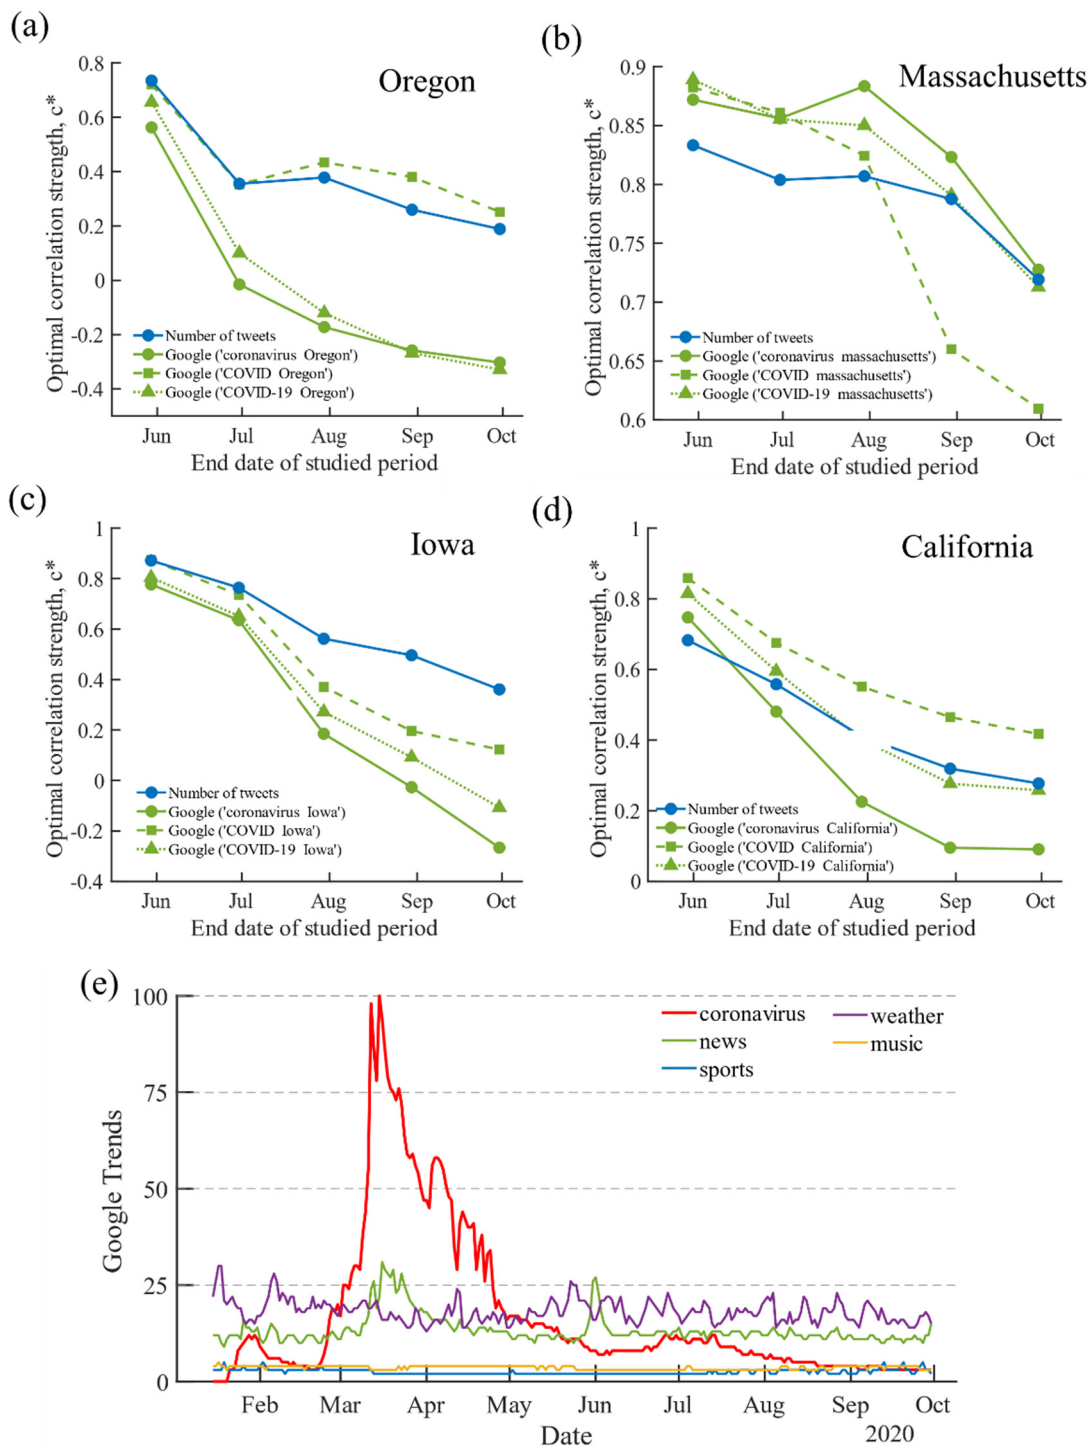 (a)
Oregon
Optimal correlation strength, c*
0.8
0.6
0.4
0.2
0
-0.2
-0.4
Number of tweets
Google ('coronavirus Oregon')
Google ('COVID Oregon')
Google ('COVID-19 Oregon')
Jun Jul Aug Sep Oct
End date of studied period
(b)
Massachusetts
Optimal correlation strength, c*
0.9
0.85
0.8
0.75
0.7
0.65
0.6
Number of tweets
Google ('coronavirus massachusetts')
Google ('COVID massachusetts')
Google ('COVID-19 massachusetts')
Jun Jul Aug Sep Oct
End date of studied period
(c)
Iowa
Optimal correlation strength, c*
1
0.8
0.6
0.4
0.2
0
-0.2
-0.4
Number of tweets
Google ('coronavirus Iowa')
Google ('COVID Iowa')
Google ('COVID-19 Iowa')
Jun Jul Aug Sep Oct
End date of studied period
(d)
California
Optimal correlation strength, c*
1
0.8
0.6
0.4
0.2
0
Number of tweets
Google ('coronavirus California')
Google ('COVID California')
Google ('COVID-19 California')
Jun Jul Aug Sep Oct
End date of studied period
(e)
Google Trends
100
75
50
25
0
coronavirus
news
sports
weather
music
Feb Mar Apr May Jun Jul Aug Sep Oct
Date
2020